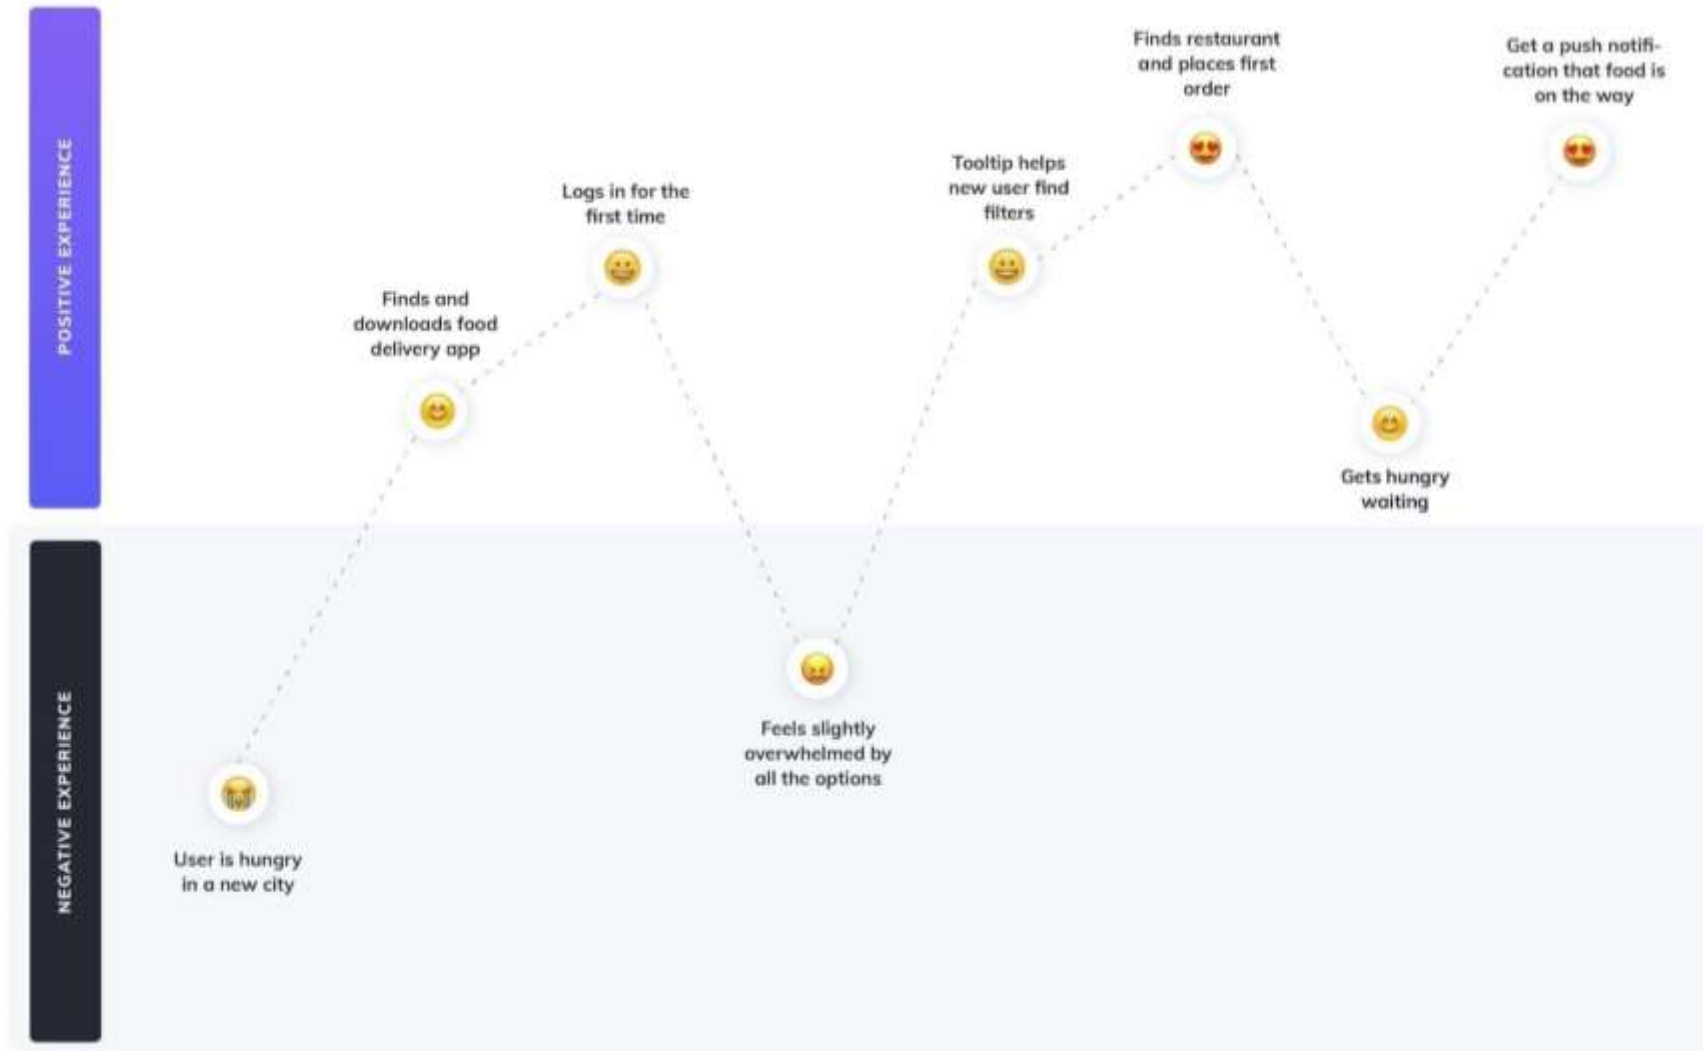 POSITIVE EXPERIENCE
NEGATIVE EXPERIENCE
User is hungry
in a new city
Finds and
downloads food
delivery app
Logs in for the
first time
Feels slightly
overwhelmed by
all the options
Tooltip helps
new user find
filters
Finds restaurant
and places first
order
Gets hungry
waiting
Get a push notifi-
cation that food is
on the way